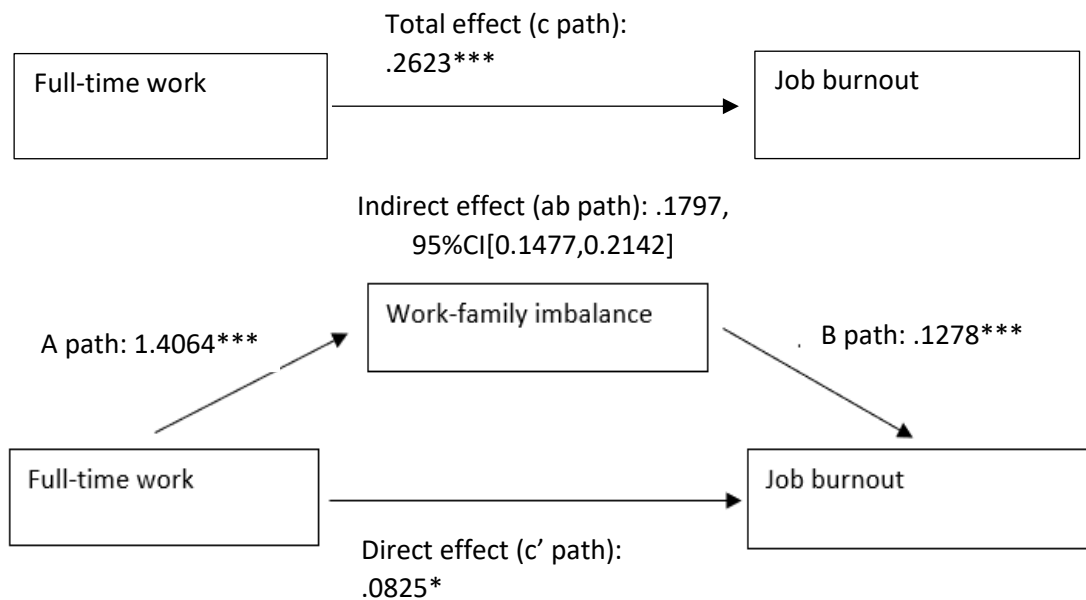 Total effect (c path):
.2623***
Full-time work
Job burnout
Indirect effect (ab path): .1797,
95%CI[0.1477,0.2142]
Work-family imbalance
A path: 1.4064***
. B path: .1278***
Full-time work
Job burnout
Direct effect (c’ path):
.0825*